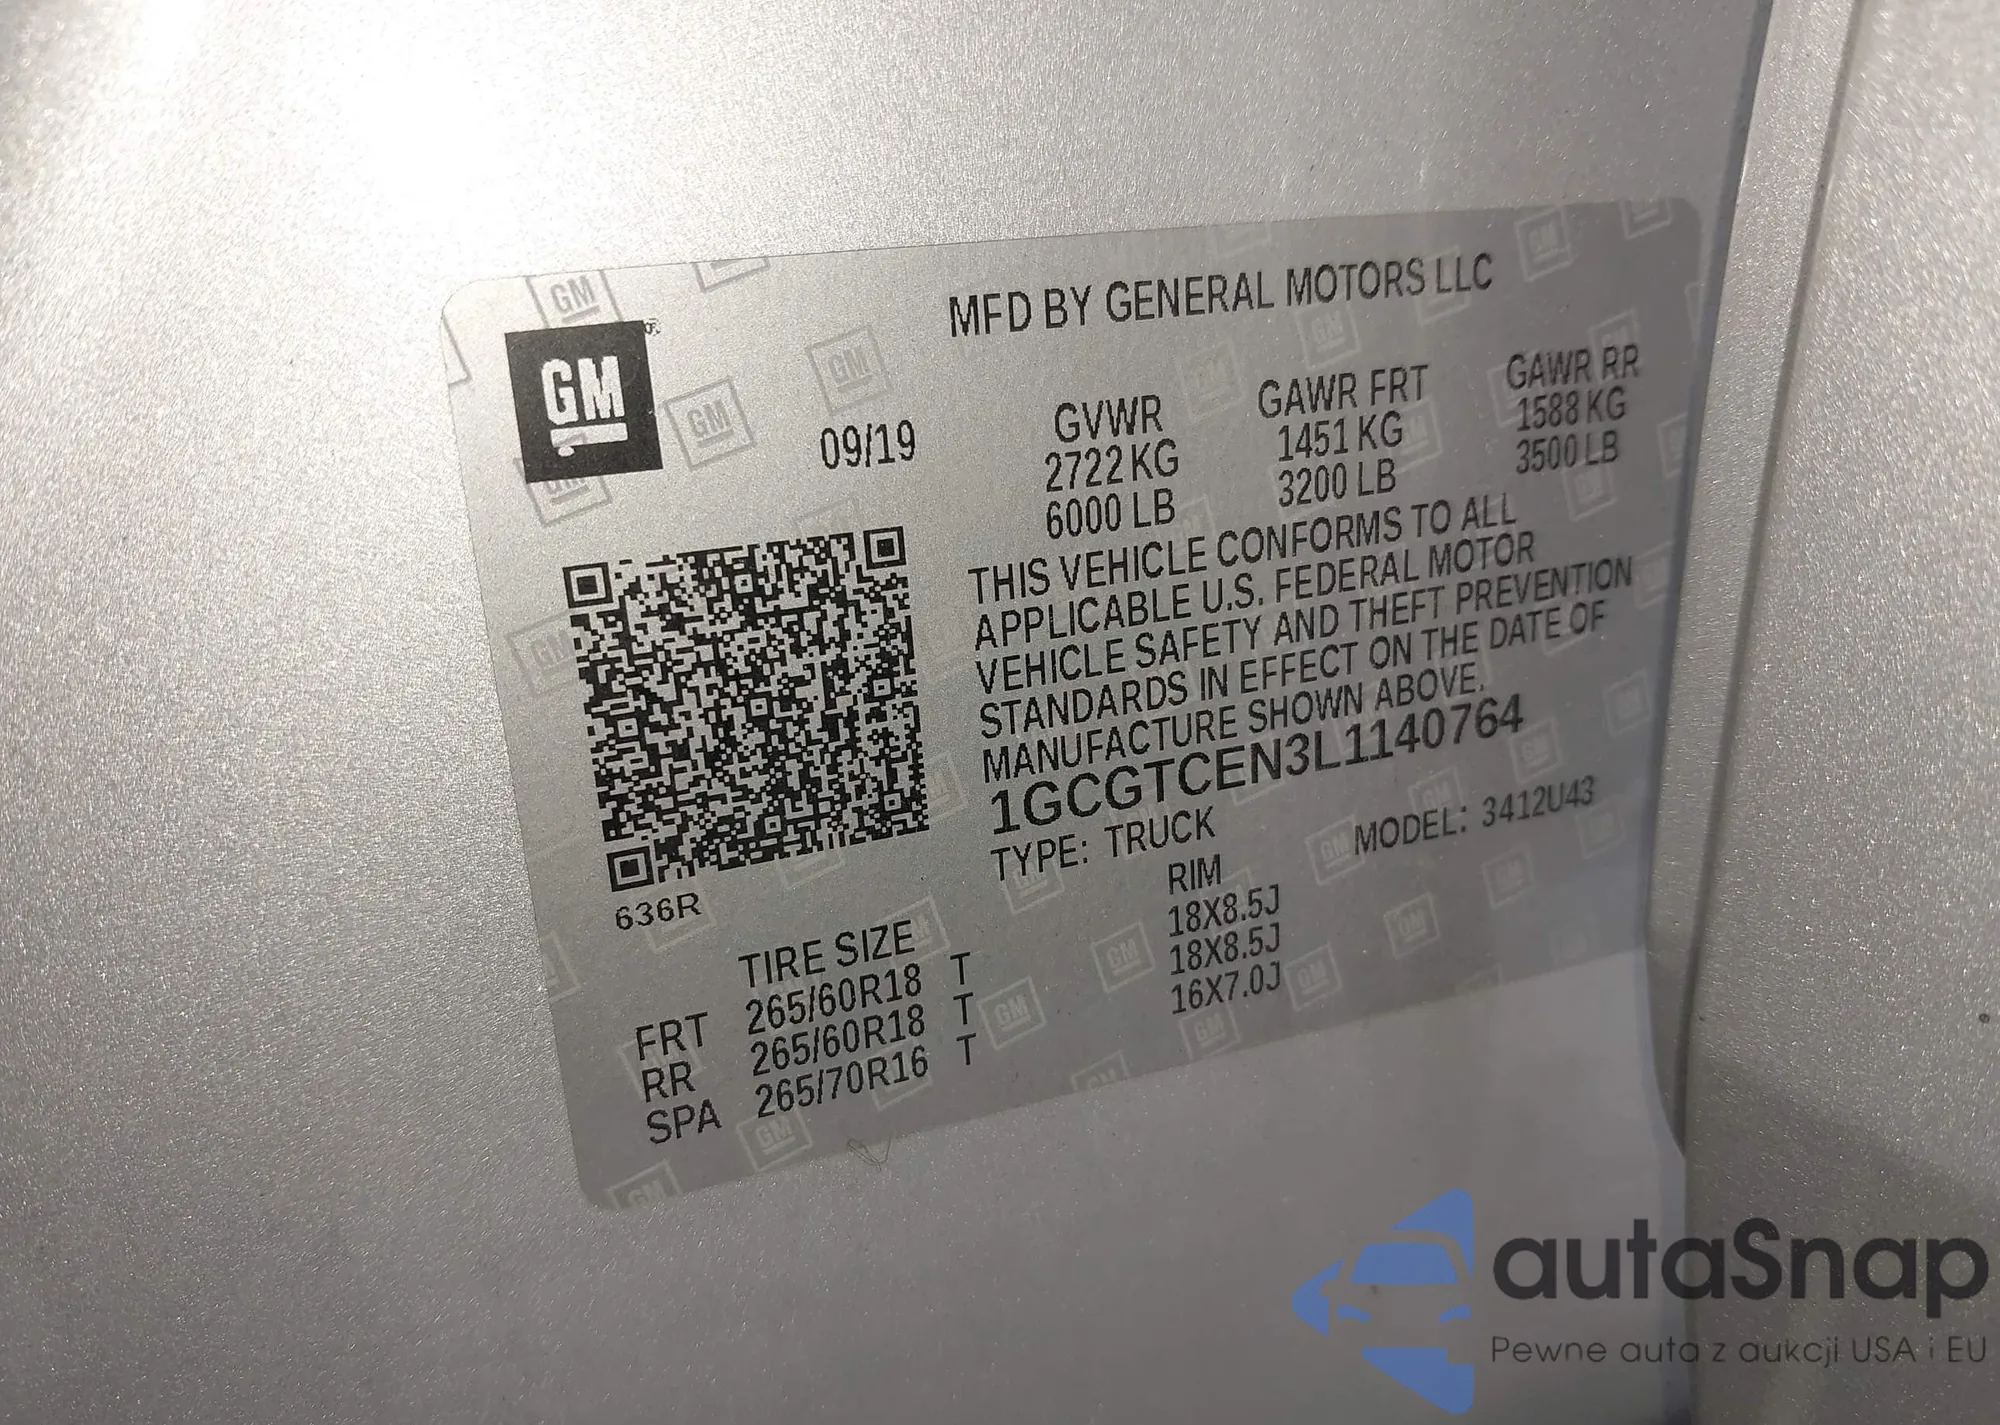 GM
MFD BY GENERAL MOTORS LLC
09/19
GVWR GAWR FRT GAWR RR
2722 KG 1451 KG 1588 KG
6000 LB 3200 LB 3500 LB
THIS VEHICLE CONFORMS TO ALL
APPLICABLE U.S. FEDERAL MOTOR
VEHICLE SAFETY AND THEFT PREVENTION
STANDARDS IN EFFECT ON THE DATE OF
MANUFACTURE SHOWN ABOVE.
1GCGTCEN3L1140764
TYPE: TRUCK MODEL: 3412U43
636R
TIRE SIZE RIM
FRT 265/60R18 T 18X8.5J
RR 265/60R18 T 18X8.5J
SPA 265/70R16 T 16X7.0J
autaSnap
Pewne auta z aukcji USA i EU